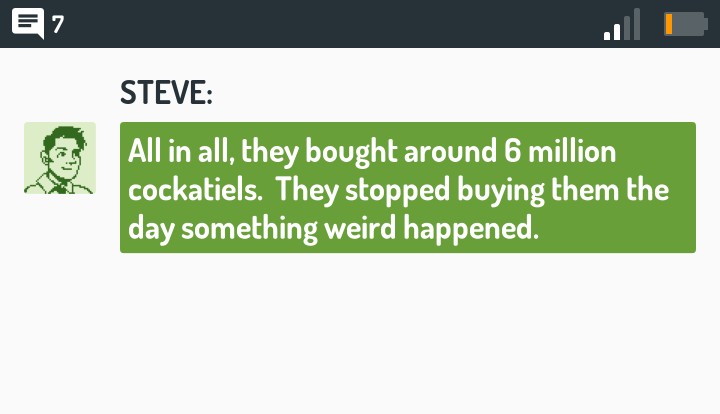 7
STEVE:
All in all, they bought around 6 million
cockatiels.  They stopped buying them the
day something weird happened.